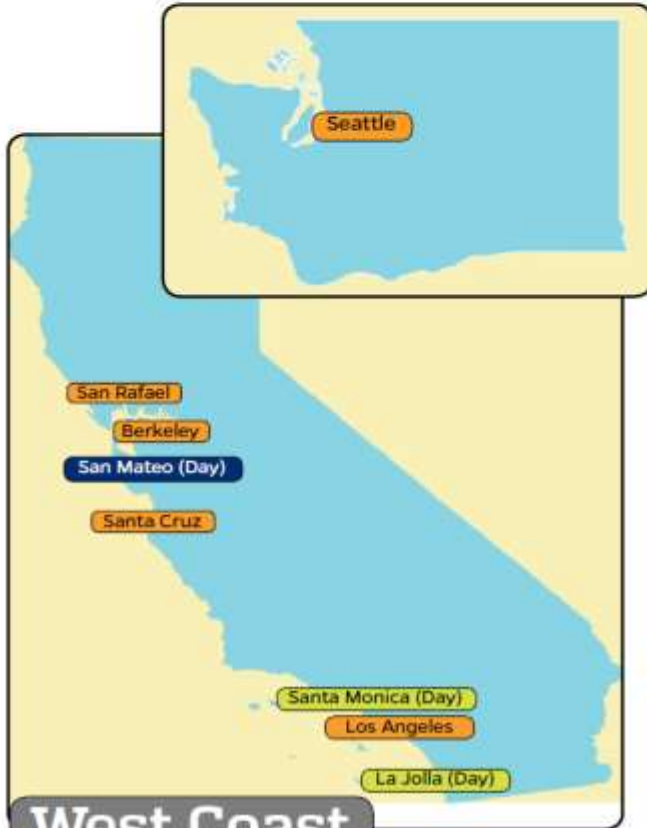 Seattle
San Rafael
Berkeley
San Mateo (Day)
Santa Cruz
Santa Monica (Day)
Los Angeles
La Jolla (Day)
West Coast